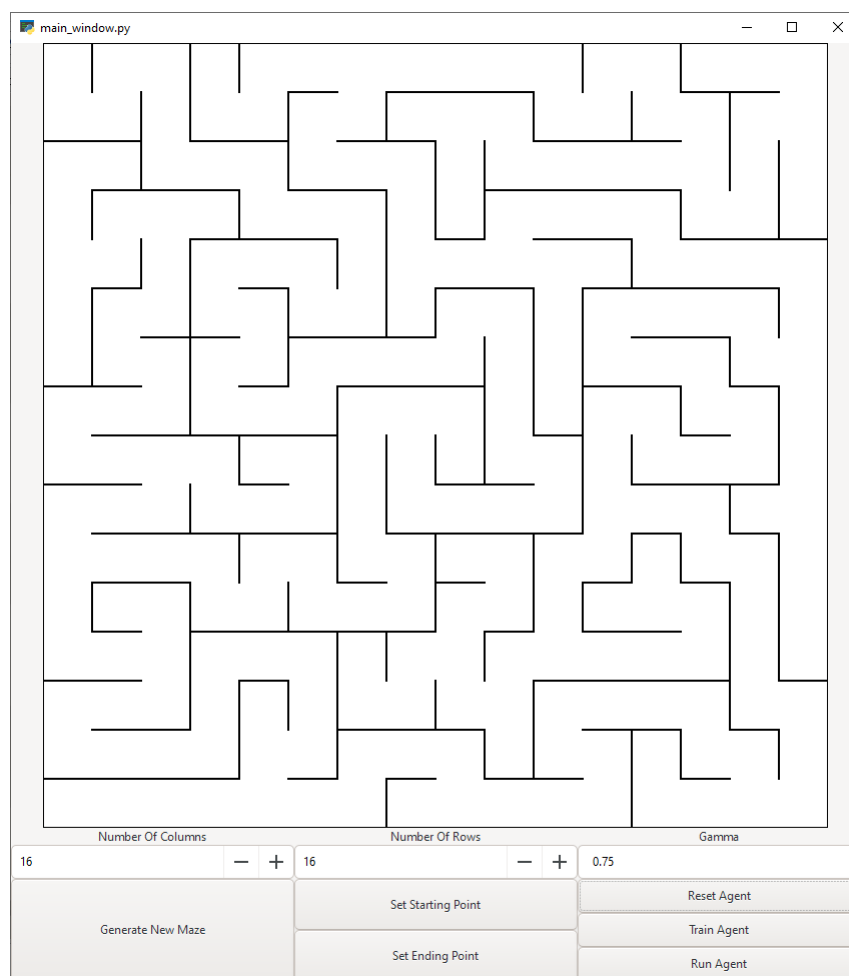 main_window.py
Number Of Columns
Number Of Rows
Gamma
16
16
0.75
Generate New Maze
Set Starting Point
Set Ending Point
Reset Agent
Train Agent
Run Agent